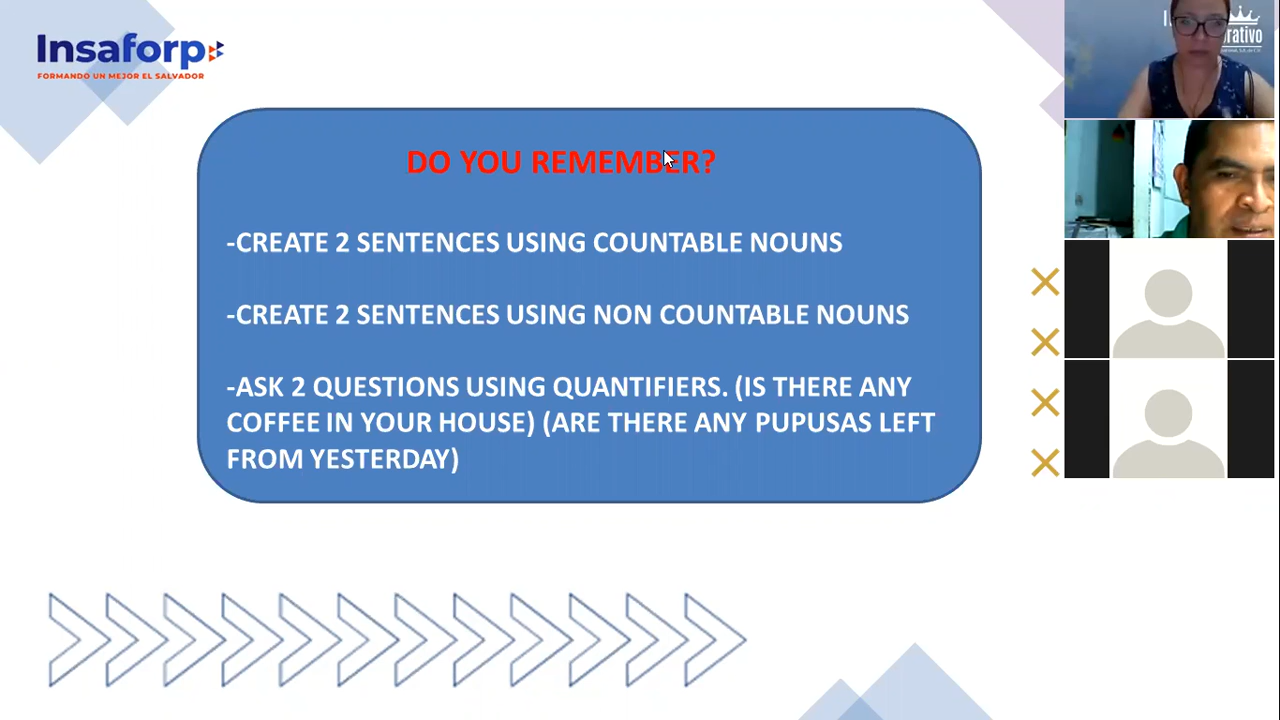 Insaforp
FORMANDO UN MEJOR EL SALVADOR
DO YOU REMEMBER?
-CREATE 2 SENTENCES USING COUNTABLE NOUNS
-CREATE 2 SENTENCES USING NON COUNTABLE NOUNS
-ASK 2 QUESTIONS USING QUANTIFIERS. (IS THERE ANY
COFFEE IN YOUR HOUSE) (ARE THERE ANY PUPUSAS LEFT
FROM YESTERDAY)